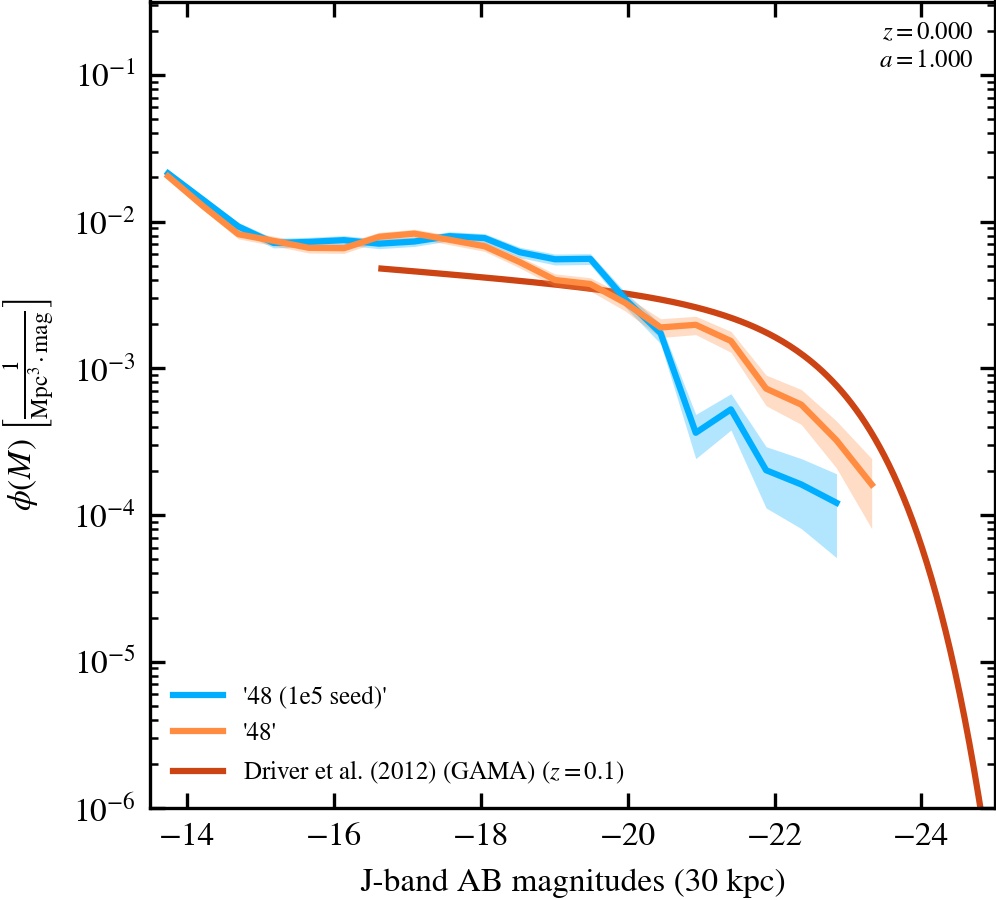 z = 0.000
a = 1.000
10⁻¹
10⁻²
10⁻³
10⁻⁴
10⁻⁵
10⁻⁶
ϕ(M) [1 / Mpc³ · mag]
'48 (1e5 seed)'
'48'
Driver et al. (2012) (GAMA) (z = 0.1)
−14 −16 −18 −20 −22 −24
J-band AB magnitudes (30 kpc)